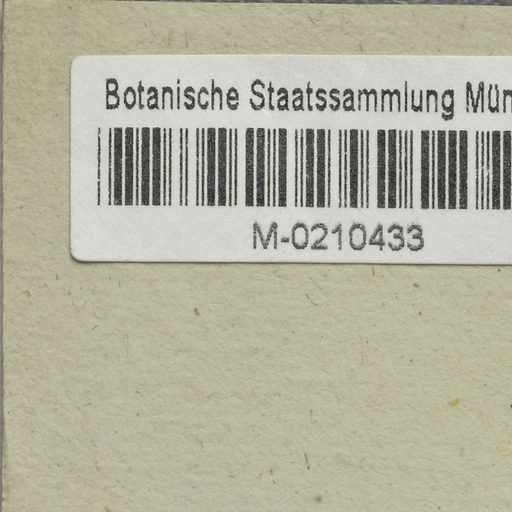 Botanische Staatssammlung Mün
M-0210433